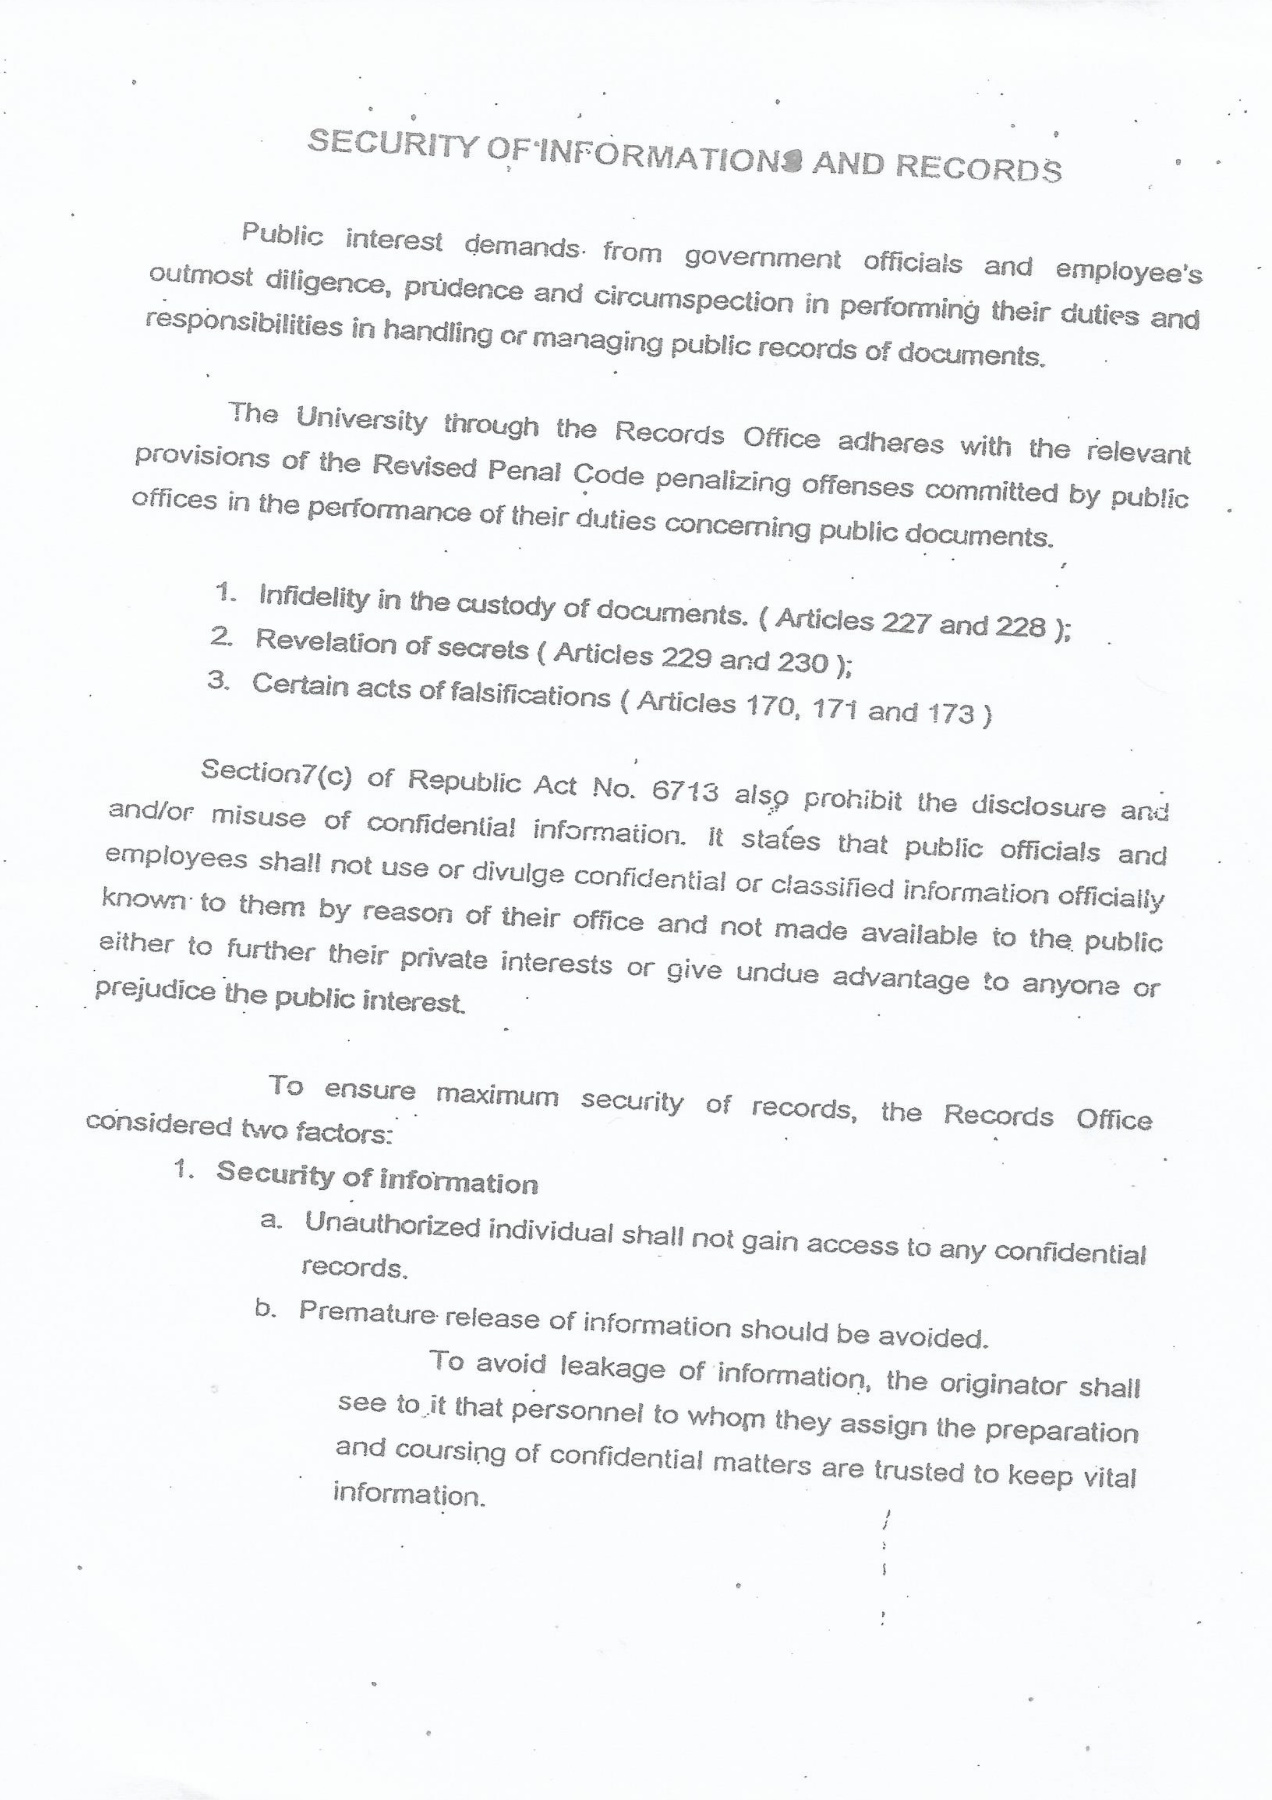 SECURITY OF INFORMATIONS AND RECORDS
Public interest demands from government officials and employee's
outmost diligence, prudence and circumspection in performing their duties and
responsibilities in handling or managing public records of documents.
The University through the Records Office adheres with the relevant
provisions of the Revised Penal Code penalizing offenses committed by public
offices in the performance of their duties concerning public documents.
1. Infidelity in the custody of documents. ( Articles 227 and 228 );
2. Revelation of secrets ( Articles 229 and 230 );
3. Certain acts of falsifications ( Articles 170, 171 and 173 )
Section7(c) of Republic Act No. 6713 also prohibit the disclosure and
and/or misuse of confidential information. It states that public officials and
employees shall not use or divulge confidential or classified information officially
known to them by reason of their office and not made available to the public
either to further their private interests or give undue advantage to anyone or
prejudice the public interest.
To ensure maximum security of records, the Records Office
considered two factors:
1. Security of information
a. Unauthorized individual shall not gain access to any confidential
records.
b. Premature release of information should be avoided.
To avoid leakage of information, the originator shall
see to it that personnel to whom they assign the preparation
and coursing of confidential matters are trusted to keep vital
information.